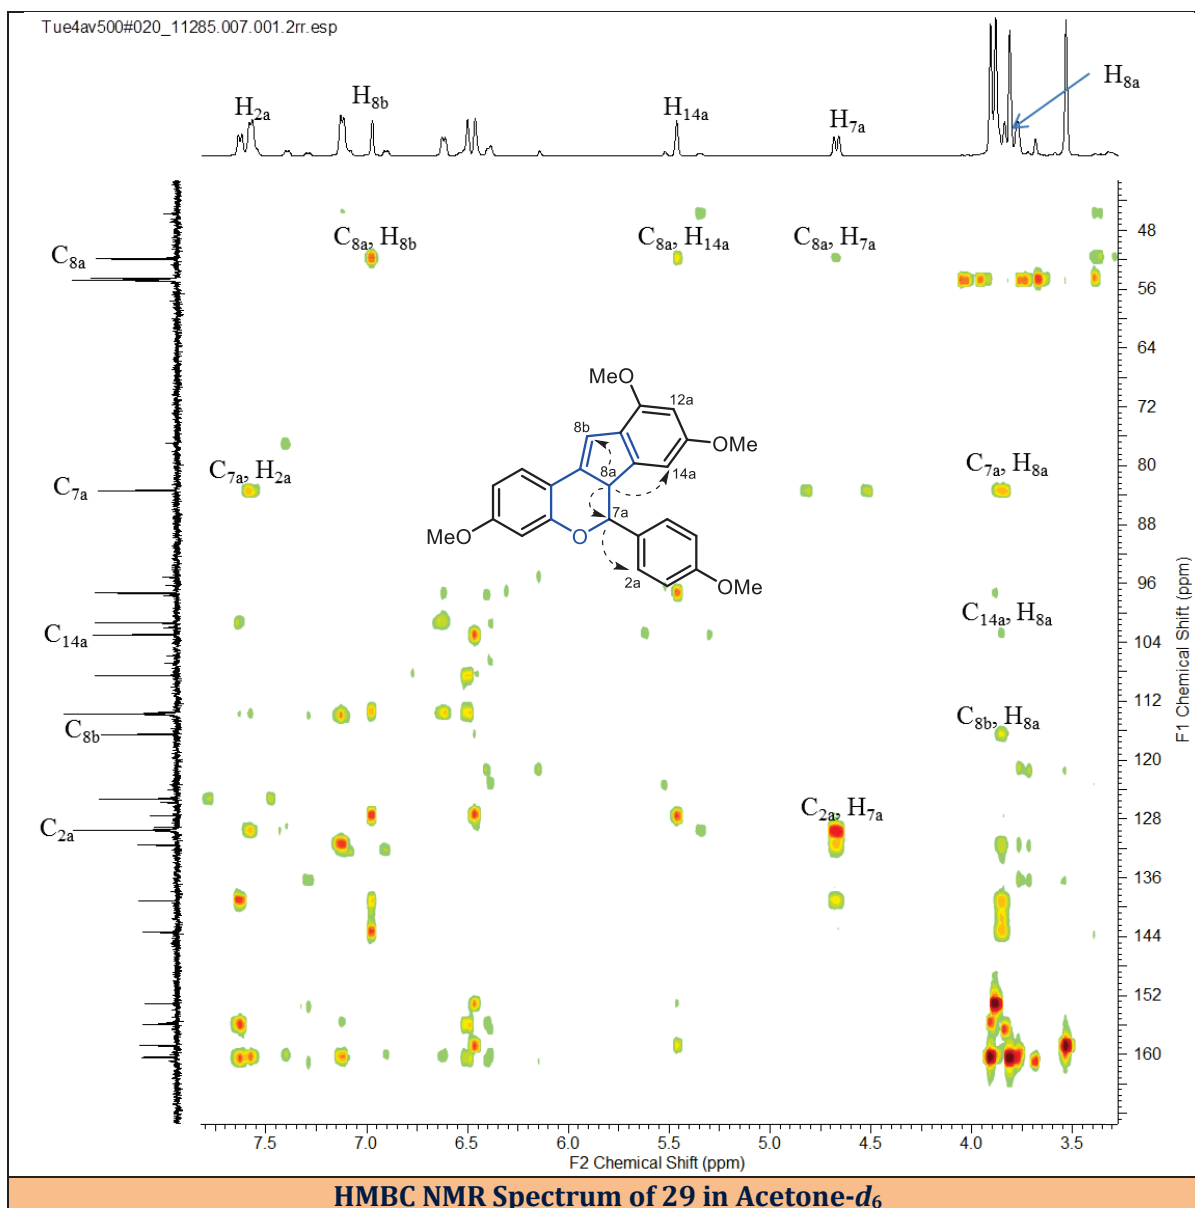 Tue4av500#020_11285.007.001.2rr.esp
H8a
H2a
H8b
H14a
H7a
C8a, H8b
C8a, H14a
C8a, H7a
48
C8a
56
64
MeO
12a
72
8b
OMe
8a
14a
80
C7a, H2a
C7a, H8a
C7a
7a
88
MeO
O
2a
96
MeO
OMe
C14a, H8a
C14a
104
112
C8b, H8a
C8b
120
C2a, H7a
C2a
128
136
144
152
160
F1 Chemical Shift (ppm)
7.5 7.0 6.5 6.0 5.5 5.0 4.5 4.0 3.5
F2 Chemical Shift (ppm)
HMBC NMR Spectrum of 29 in Acetone-d6